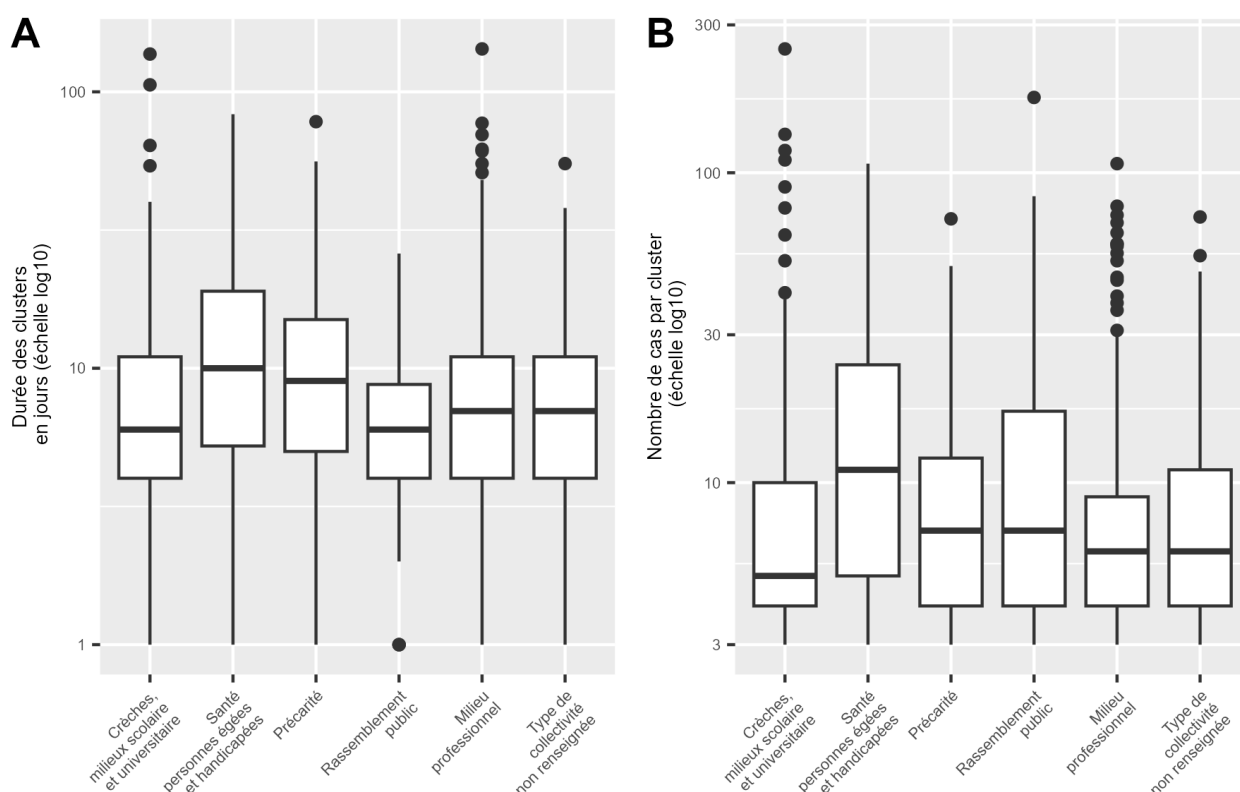 A
Durée des clusters
en jours (échelle log10)
100
10
1
Crèches,
milieux scolaire
et universitaire
Santé
personnes égées
et handicapées
Précarité
Rassemblement
public
Milieu
professionnel
Type de
collectivité
non renseignée
B
Nombre de cas par cluster
(échelle log10)
300
100
30
10
3
Crèches,
milieux scolaire
et universitaire
Santé
personnes égées
et handicapées
Précarité
Rassemblement
public
Milieu
professionnel
Type de
collectivité
non renseignée